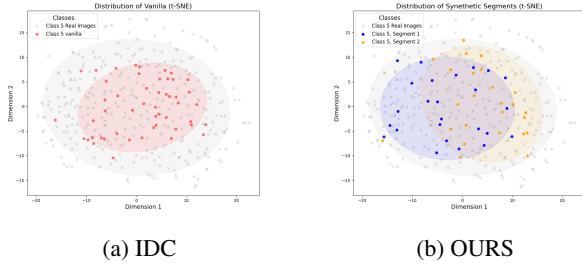 Distribution of Vanilla (t-SNE)
Classes
Class 5 Real Images
Class 5 vanilla
Dimension 2
15
10
5
0
−5
−10
−15
−20
−10
0
10
20
Dimension 1
(a) IDC
Distribution of Synethetic Segments (t-SNE)
Classes
Class 5 Real Images
Class 5, Segment 1
Class 5, Segment 2
Dimension 2
15
10
5
0
−5
−10
−15
−20
−10
0
10
20
Dimension 1
(b) OURS